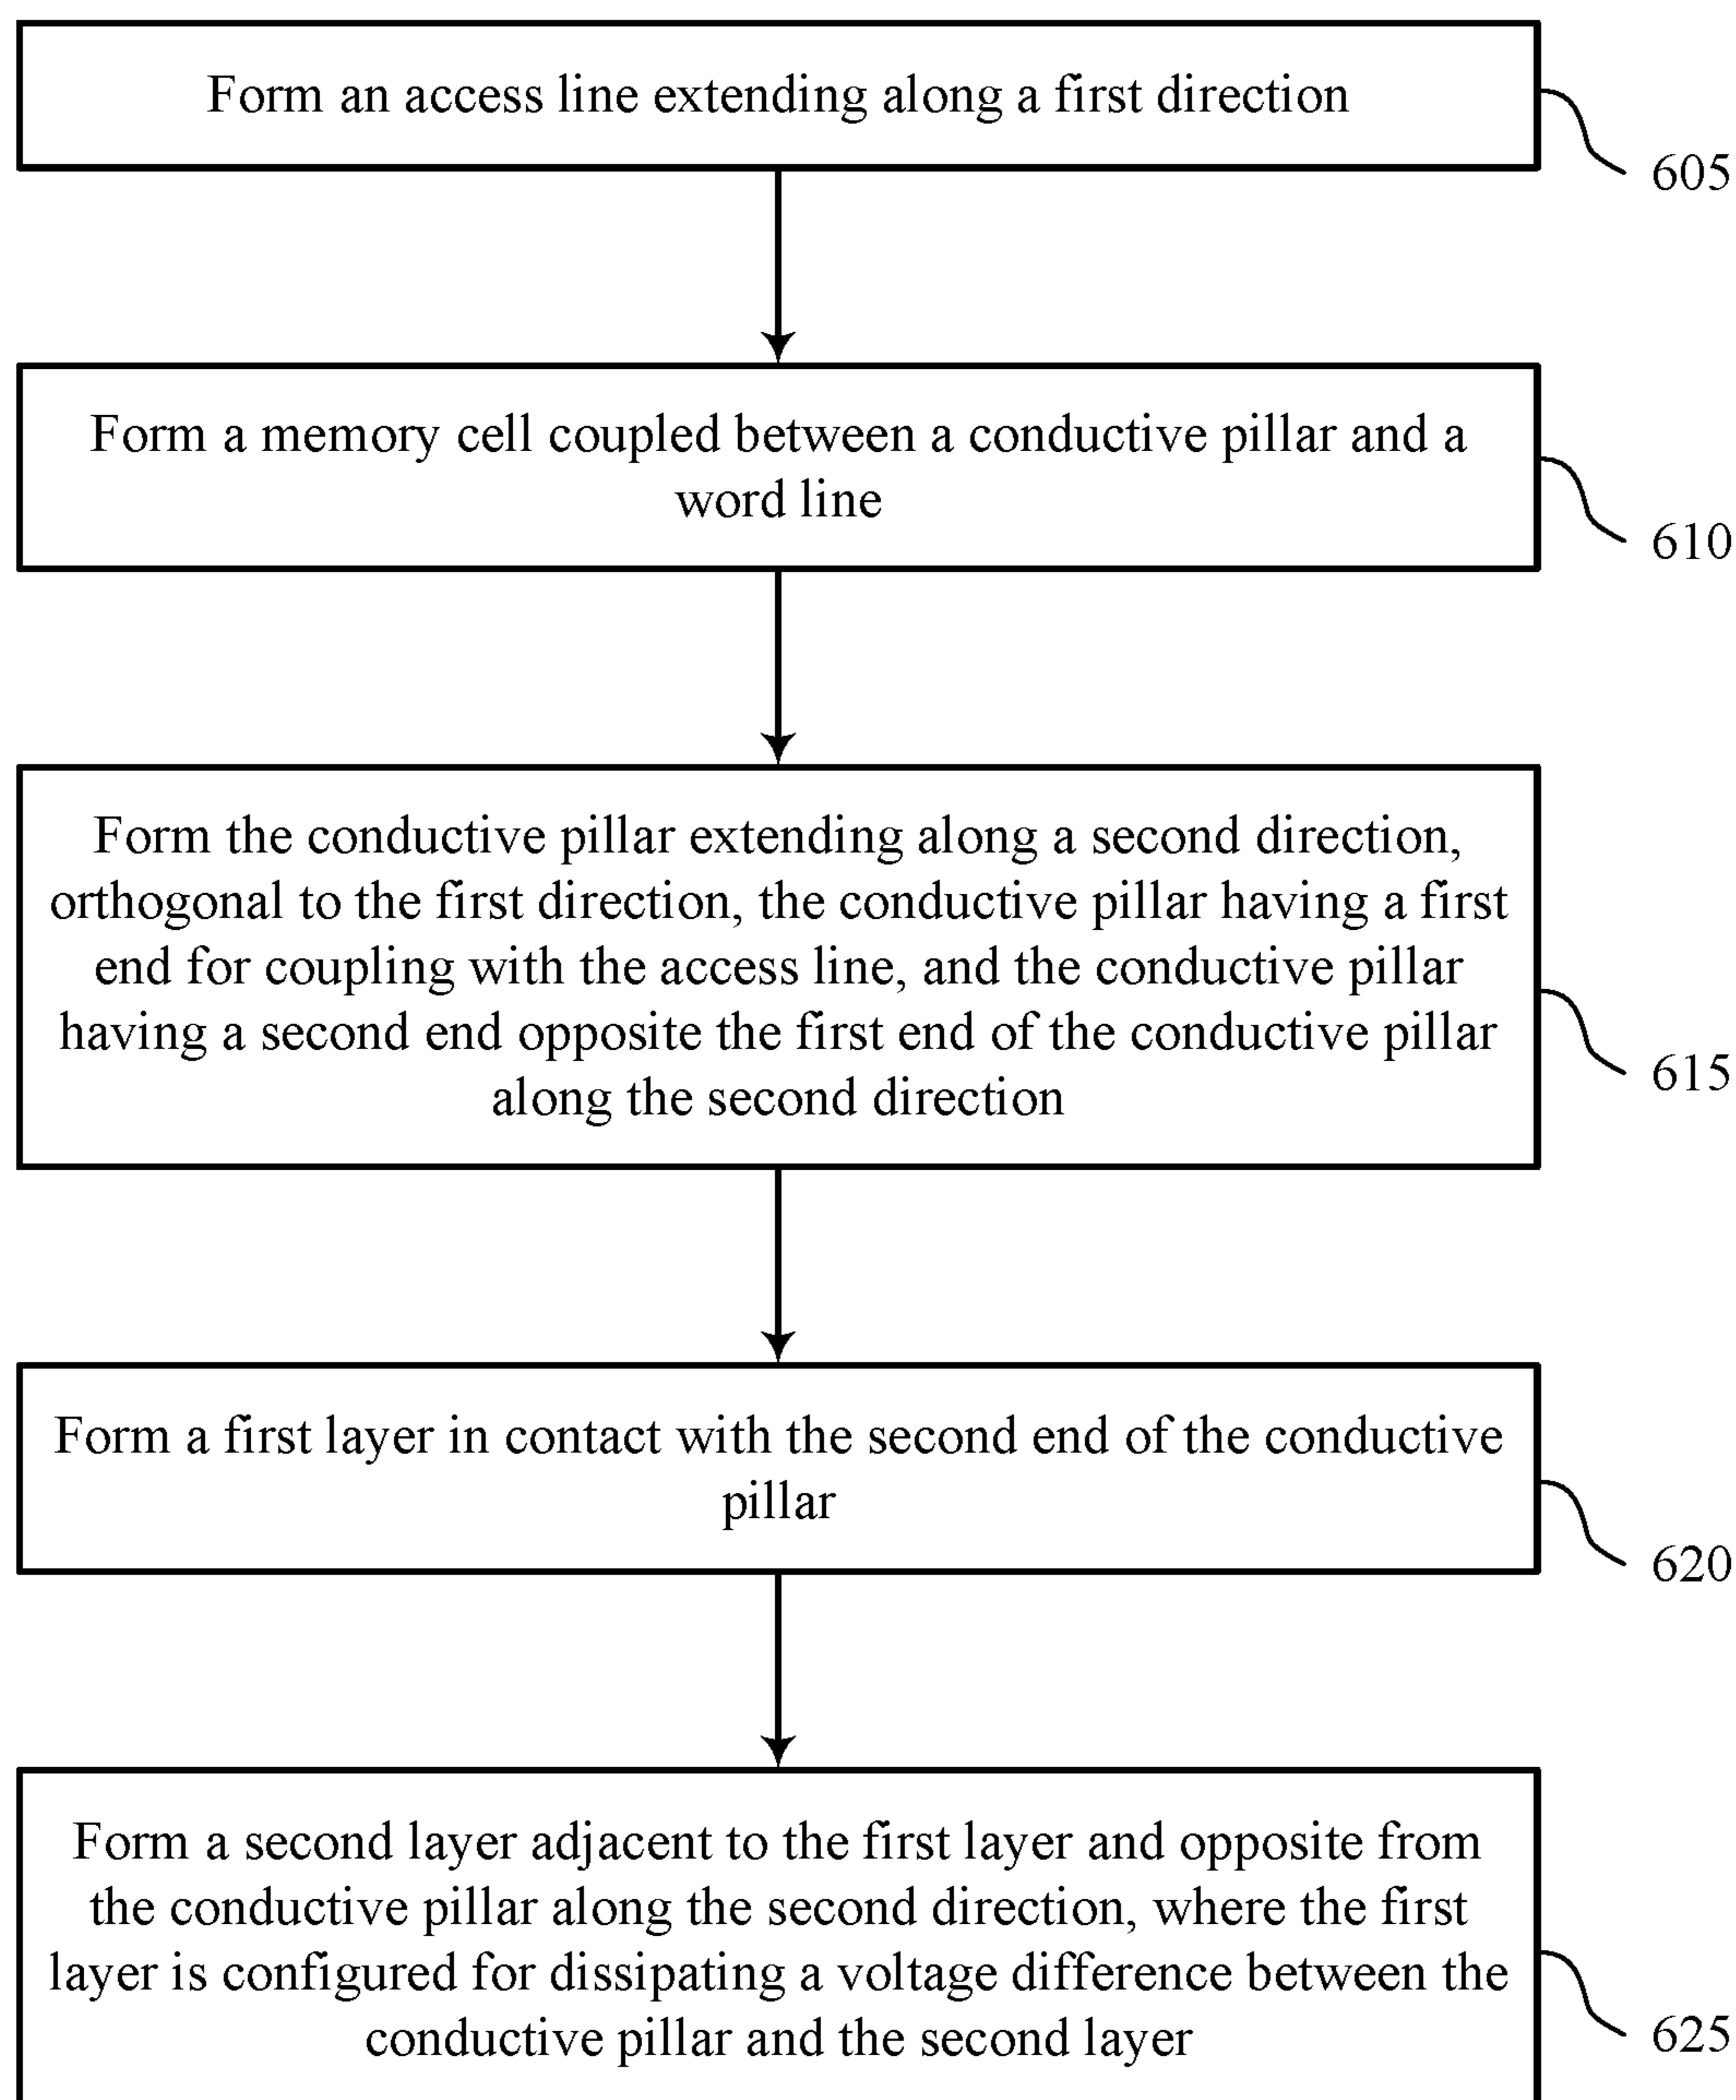 Form an access line extending along a first direction
605
Form a memory cell coupled between a conductive pillar and a
word line
610
Form the conductive pillar extending along a second direction,
orthogonal to the first direction, the conductive pillar having a first
end for coupling with the access line, and the conductive pillar
having a second end opposite the first end of the conductive pillar
along the second direction
615
Form a first layer in contact with the second end of the conductive
pillar
620
Form a second layer adjacent to the first layer and opposite from
the conductive pillar along the second direction, where the first
layer is configured for dissipating a voltage difference between the
conductive pillar and the second layer
625